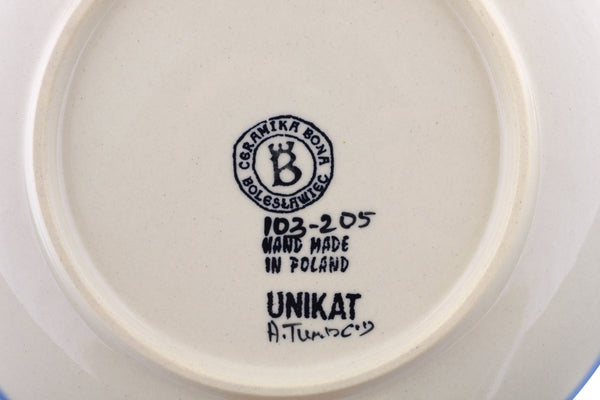 CERAMIKA BONA
B
BOLESŁAWIEC
103-205
HAND MADE
IN POLAND
UNIKAT